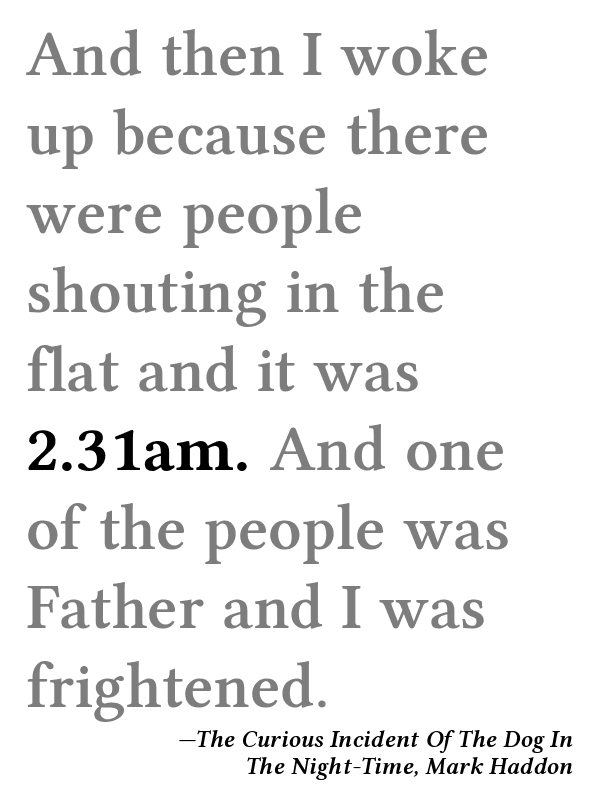 And then I woke
up because there
were people
shouting in the
flat and it was
2.31am. And one
of the people was
Father and I was
frightened.
—The Curious Incident Of The Dog In
The Night-Time, Mark Haddon